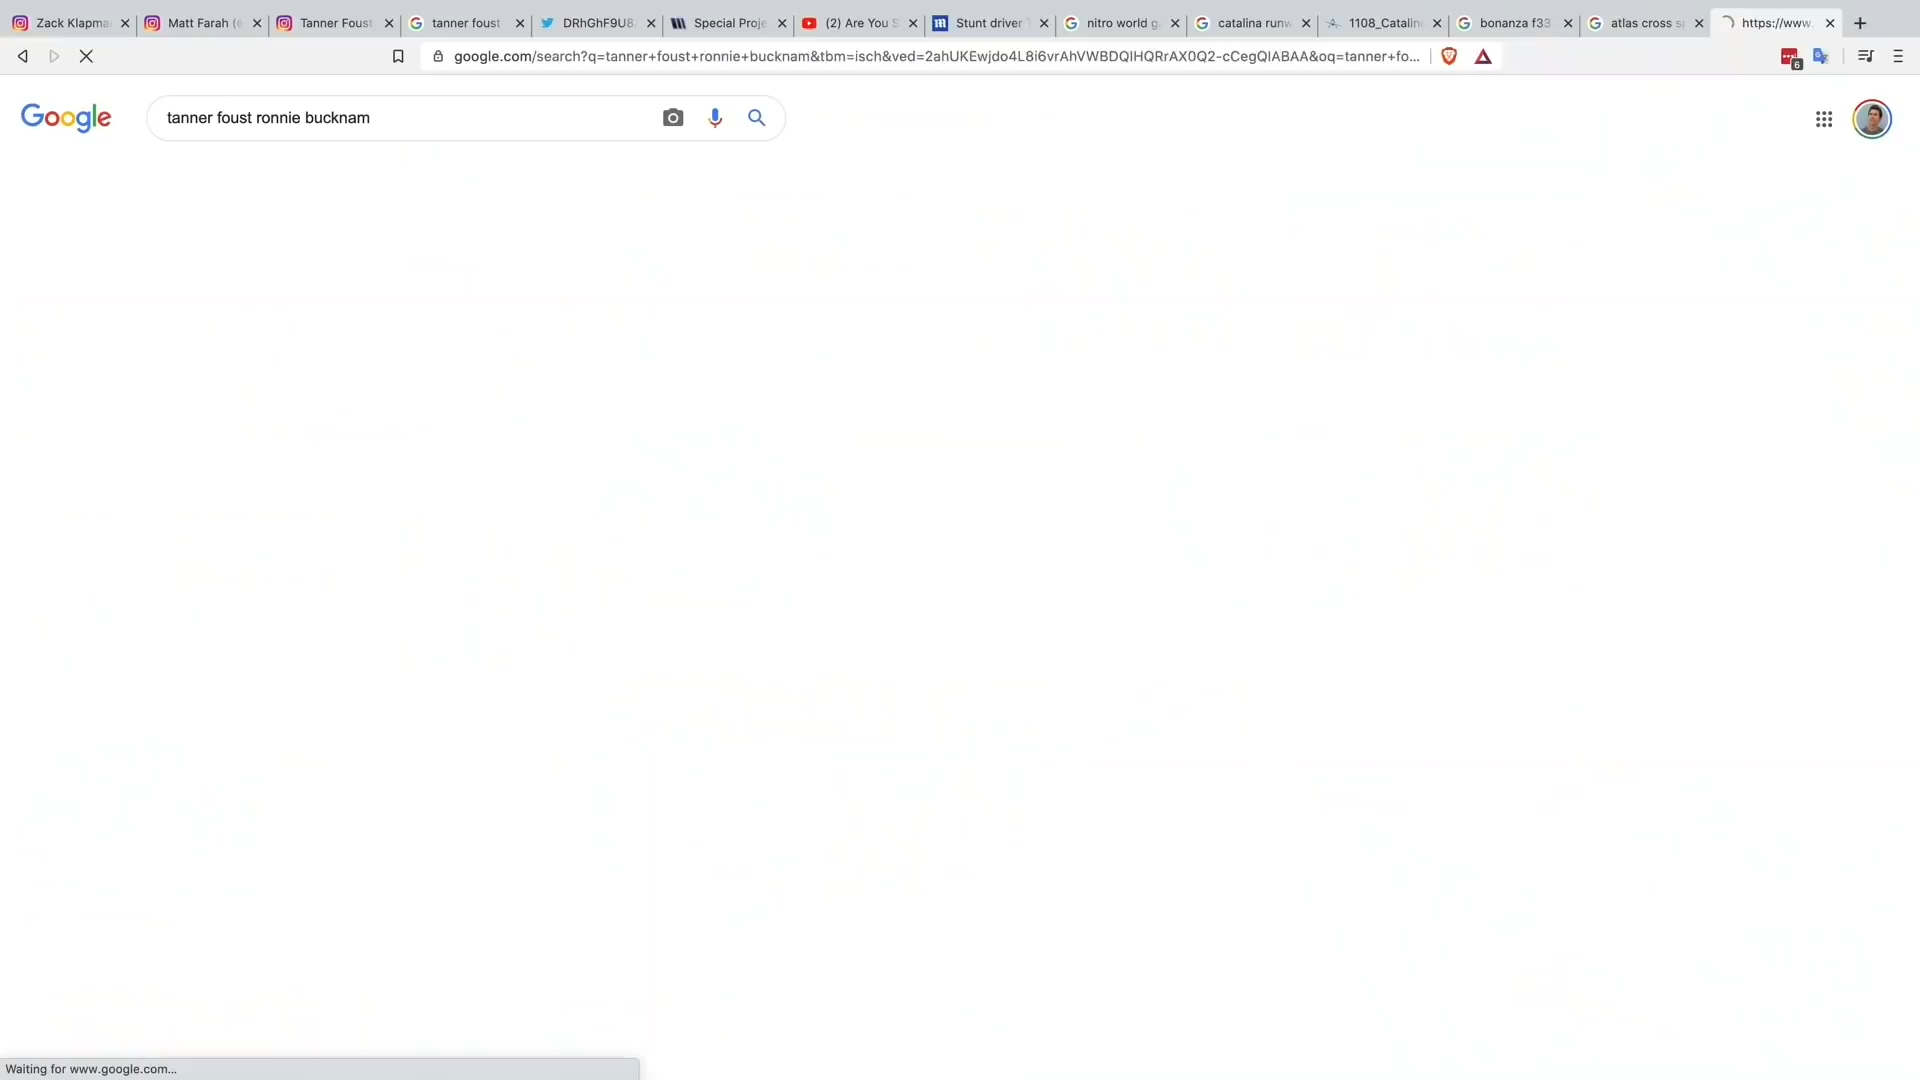 Zack Klapma
Matt Farah (
Tanner Foust
tanner foust
DRhGhF9U8
Special Proje
(2) Are You S
Stunt driver
nitro world g
catalina runw
1108_Catalin
bonanza f33
atlas cross sp
https://www.
google.com/search?q=tanner+foust+ronnie+bucknam&tbm=isch&ved=2ahUKEwjdo4L8i6vrAhVWBDQIHQRrAX0Q2-cCegQIABAA&oq=tanner+fo...
6
Google
tanner foust ronnie bucknam
Waiting for www.google.com...